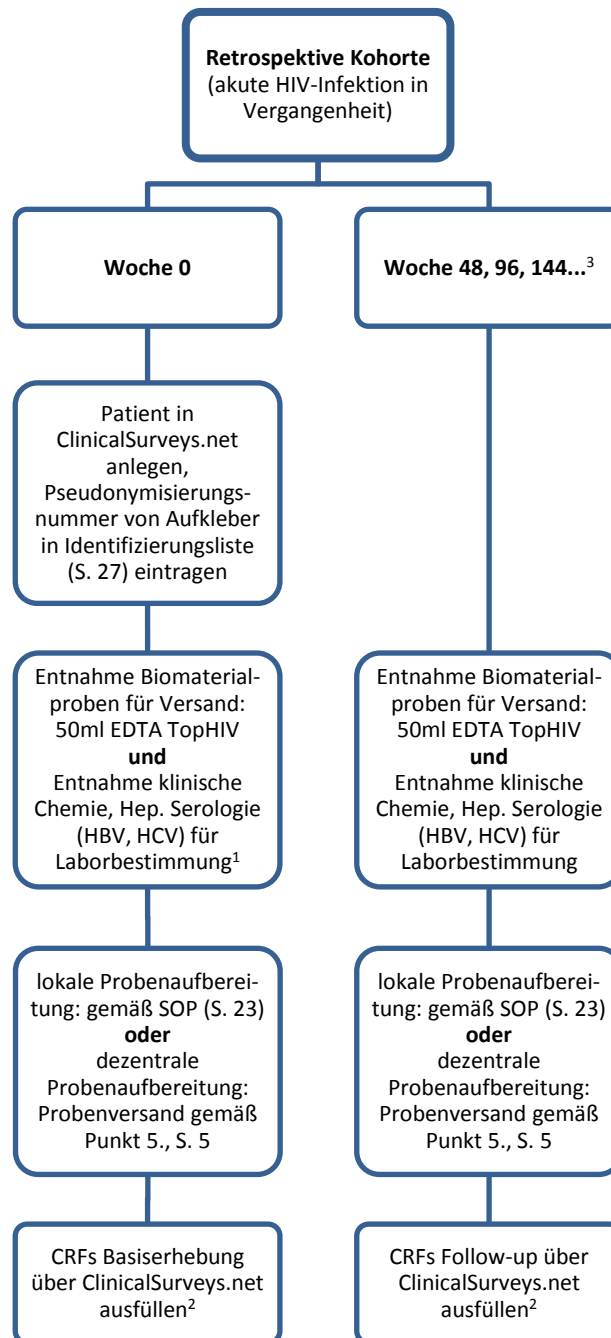 Retrospektive Kohorte
(akute HIV-Infektion in
Vergangenheit)
Woche 0
Patient in
ClinicalSurveys.net
anlegen,
Pseudonymisierungs-
nummer von Aufkleber
in Identifizierungsliste
(S. 27) eintragen
Entnahme Biomaterial-
proben für Versand:
50ml EDTA TopHIV
und
Entnahme klinische
Chemie, Hep. Serologie
(HBV, HCV) für
Laborbestimmung¹
lokale Probenaufberei-
tung: gemäß SOP (S. 23)
oder
dezentrale
Probenaufbereitung:
Probenversand gemäß
Punkt 5., S. 5
CRFs Basiserhebung
über ClinicalSurveys.net
ausfüllen²
Woche 48, 96, 144...³
Entnahme Biomaterial-
proben für Versand:
50ml EDTA TopHIV
und
Entnahme klinische
Chemie, Hep. Serologie
(HBV, HCV) für
Laborbestimmung
lokale Probenaufberei-
tung: gemäß SOP (S. 23)
oder
dezentrale
Probenaufbereitung:
Probenversand gemäß
Punkt 5., S. 5
CRFs Follow-up über
ClinicalSurveys.net
ausfüllen²